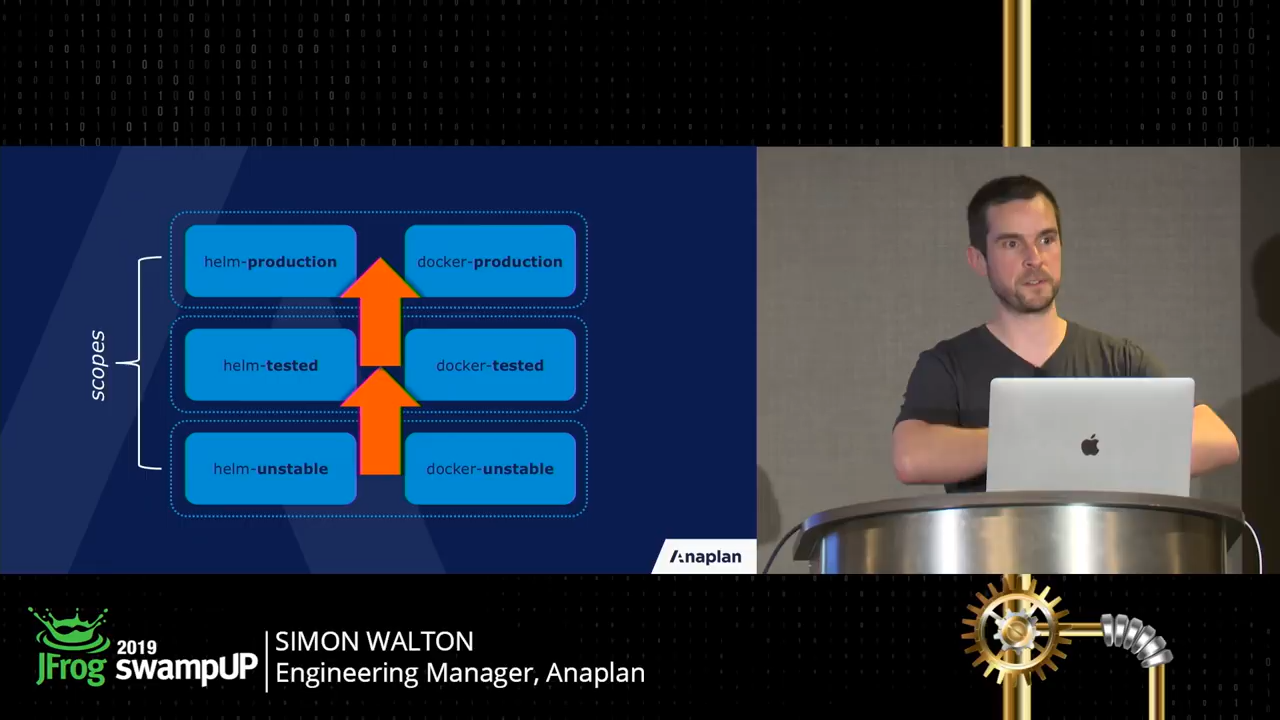 helm-production
docker-production
scopes
helm-tested
docker-tested
helm-unstable
docker-unstable
Anaplan
2019
JFrog swampUP
SIMON WALTON
Engineering Manager, Anaplan